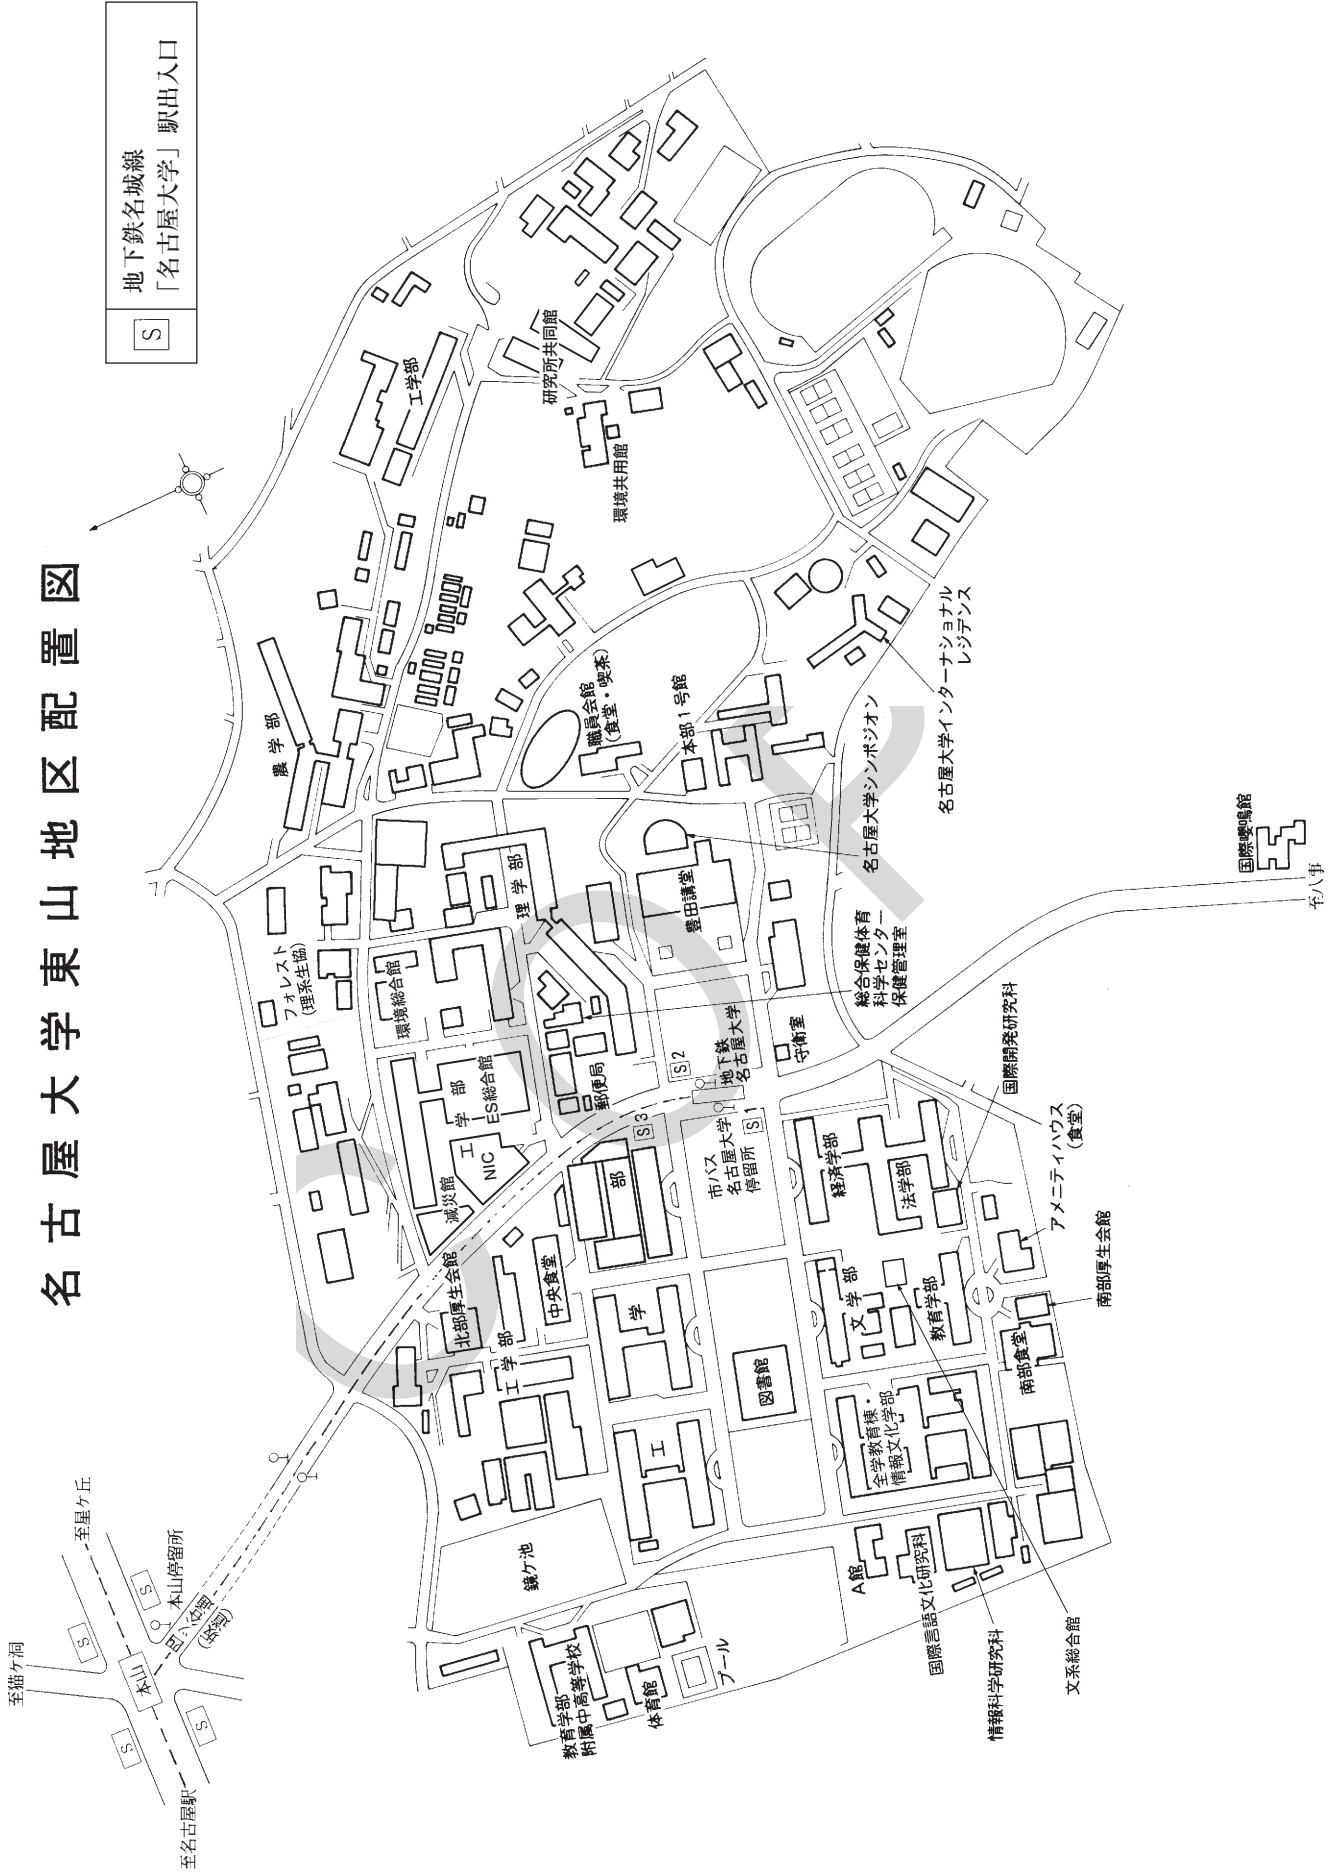 名古屋大学東山地区配置図
S
地下鉄名城線
「名古屋大学」駅出入口
至猫ケ洞
至星ケ丘
至名古屋駅
本山
S
S
S
S
本山停留所
四ツ谷通り
(坂道)
鏡ケ池
教育学部
附属中高等学校
体育館
プール
北部厚生会館
減災館
NIC
ES総合館
工学部
工学部
中央食堂
工学部
郵便局
S3
S2
S1
市バス
名古屋大学
停留所
地下鉄
名古屋大学
図書館
フォレスト
(理系生協)
環境総合館
理学部
農学部
工学部
研究所共同館
環境共用館
職員会館
(食堂・喫茶)
本部1号館
豊田講堂
名古屋大学シンポジオン
名古屋大学インターナショナル
レジデンス
総合保健体育
科学センター
保健管理室
守衛室
国際開発研究科
経済学部
法学部
文学部
教育学部
アメニティハウス
(食堂)
南部厚生会館
南部食堂
全学教育棟・
情報文化学部
A館
国際言語文化研究科
情報科学研究科
文系総合館
国際嚶鳴館
至八事
COPY